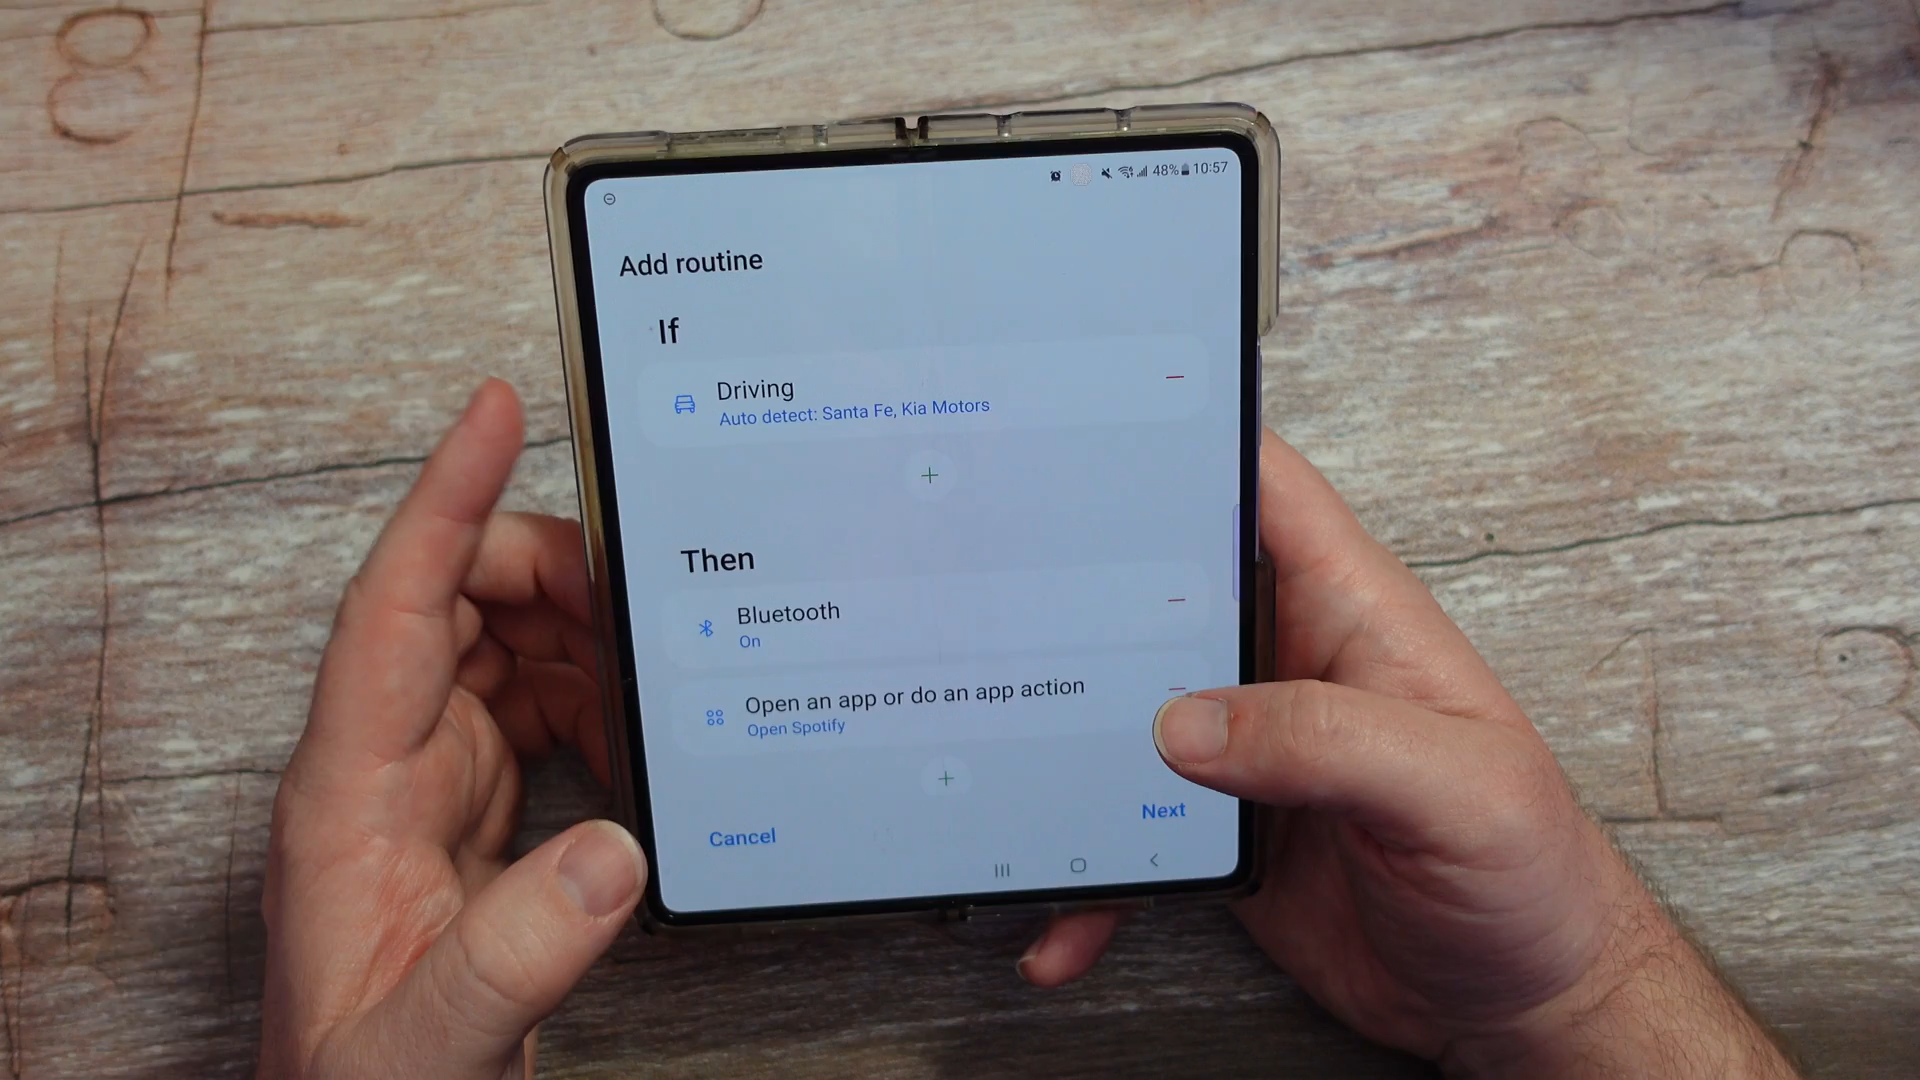 48% 10:57
Add routine
If
Driving
Auto detect: Santa Fe, Kia Motors
Then
Bluetooth
On
Open an app or do an app action
Open Spotify
Cancel
Next